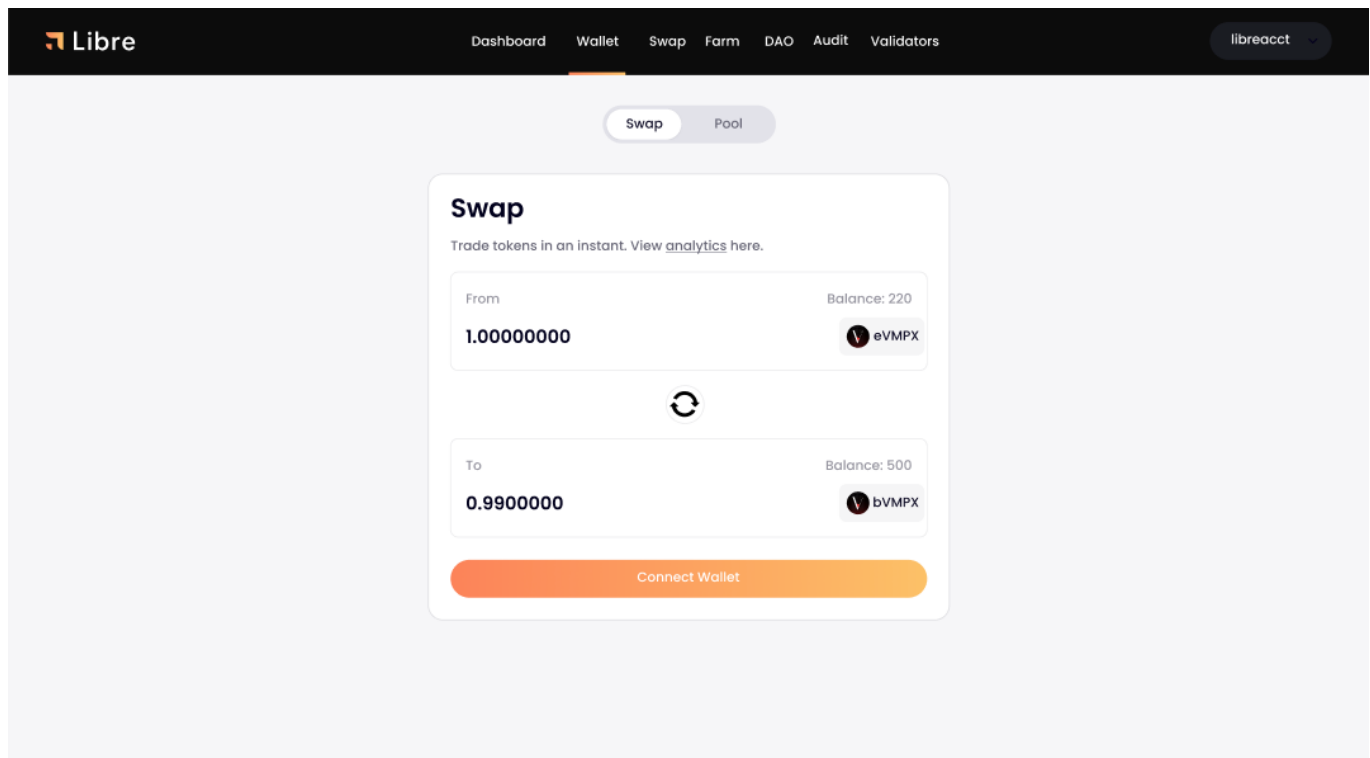 Libre
Dashboard Wallet Swap Farm DAO Audit Validators
libreacct
Swap Pool
Swap
Trade tokens in an instant. View analytics here.
From Balance: 220
1.00000000 eVMPX
To Balance: 500
0.9900000 bVMPX
Connect Wallet